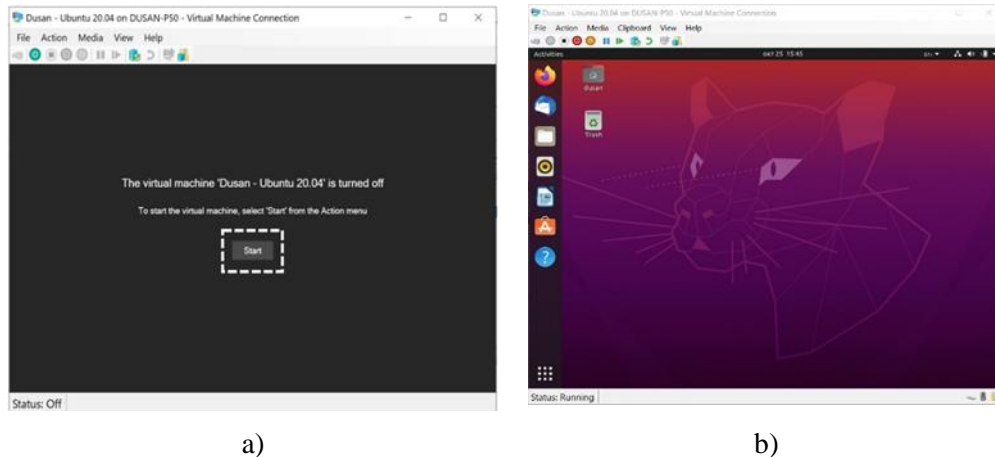 Dusan - Ubuntu 20.04 on DUSAN-P50 - Virtual Machine Connection
File Action Media View Help
The virtual machine 'Dusan - Ubuntu 20.04' is turned off
To start the virtual machine, select 'Start' from the Action menu
Start
Status: Off
a)
Dusan - Ubuntu 20.04 on DUSAN-P50 - Virtual Machine Connection
File Action Media Clipboard View Help
Activities
25 15:45
dusan
Trash
Status: Running
b)